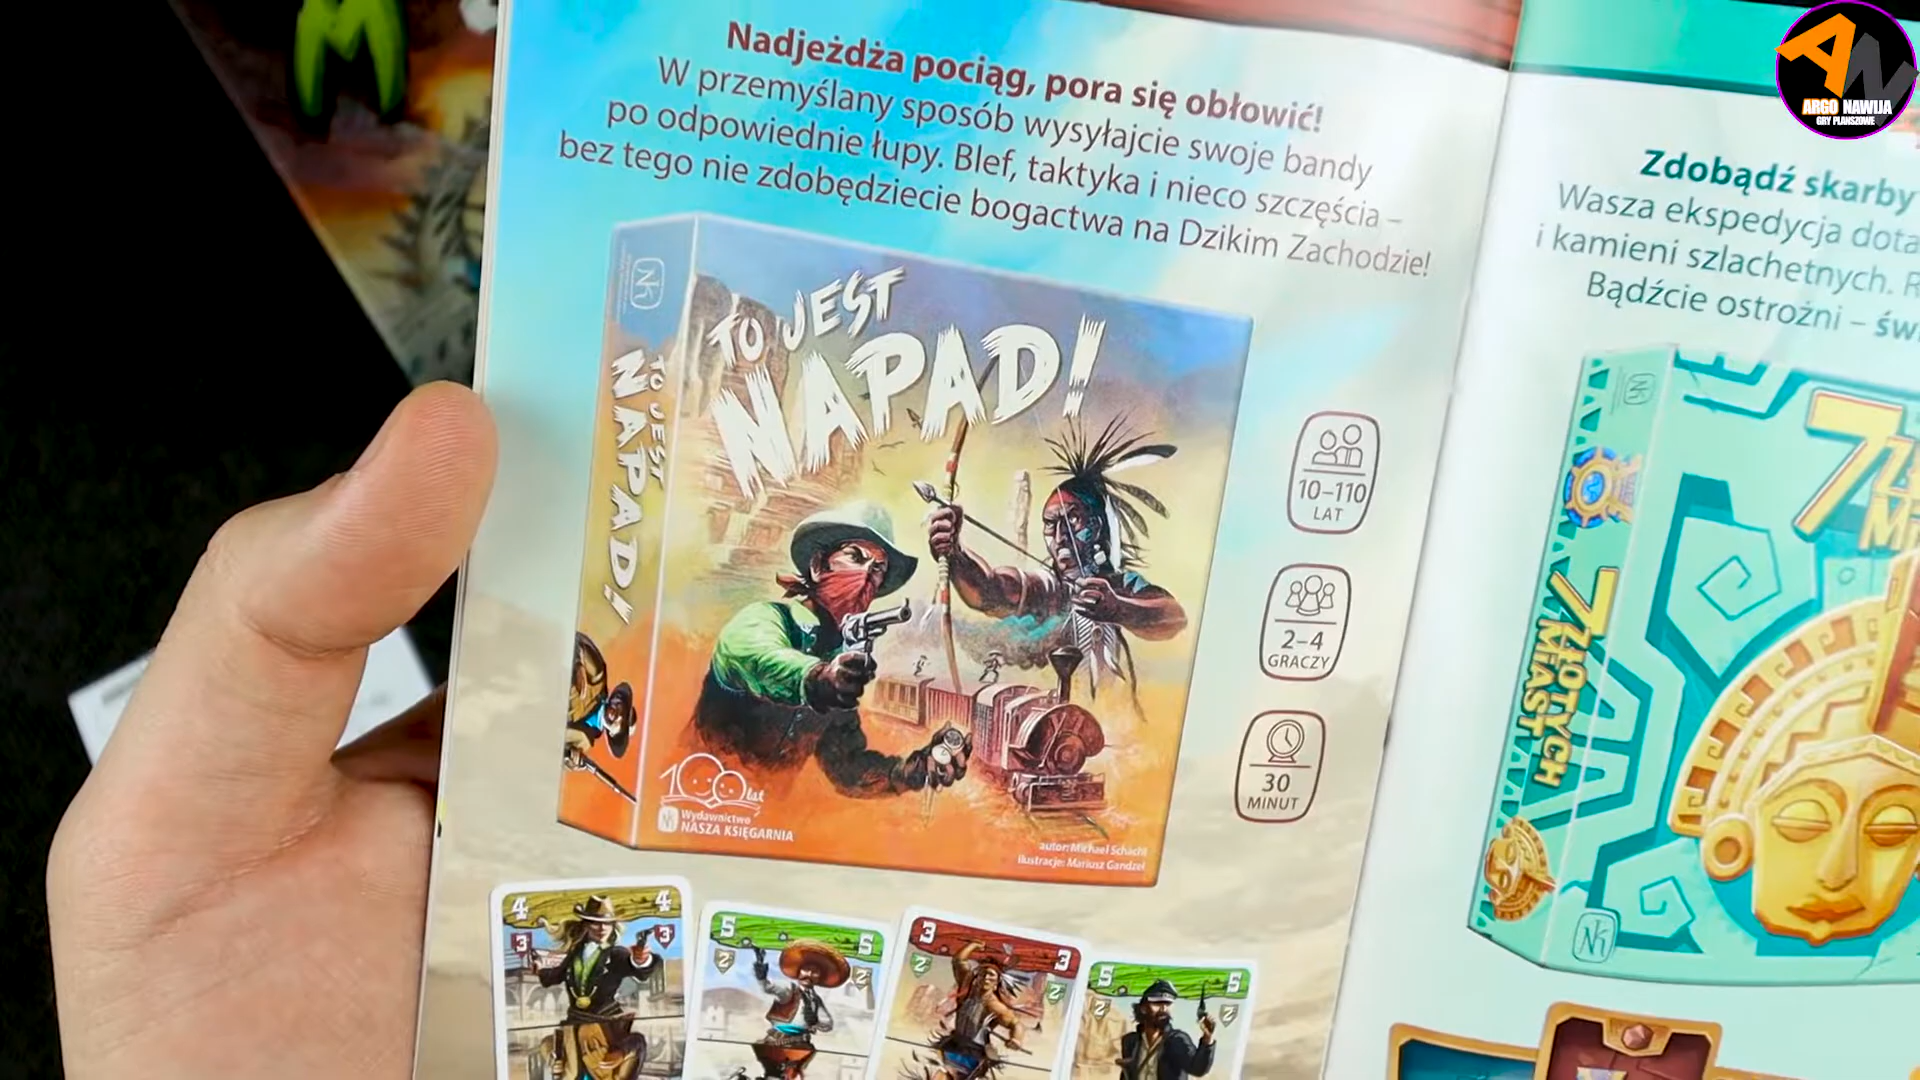 M
ARGO NAWIJA
GRY PLANSZOWE
Nadjeżdża pociąg, pora się obłowić!
W przemyślany sposób wysyłajcie swoje bandy
po odpowiednie łupy. Blef, taktyka i nieco szczęścia –
bez tego nie zdobędziecie bogactwa na Dzikim Zachodzie!
TO JEST
NAPAD!
TO JEST
NAPAD!
100 lat
Wydawnictwo
NASZA KSIĘGARNIA
autor: Michael Schacht
ilustracje: Mariusz Gandzel
10–110
LAT
2–4
GRACZY
30
MINUT
4 4
3 3
5 5
2 2
3 3
2 2
5 5
2 2
Zdobądź skarby
Wasza ekspedycja
i kamieni szlachetnych.
Bądźcie ostrożni –
7
7 ZŁOTYCH
MIAST